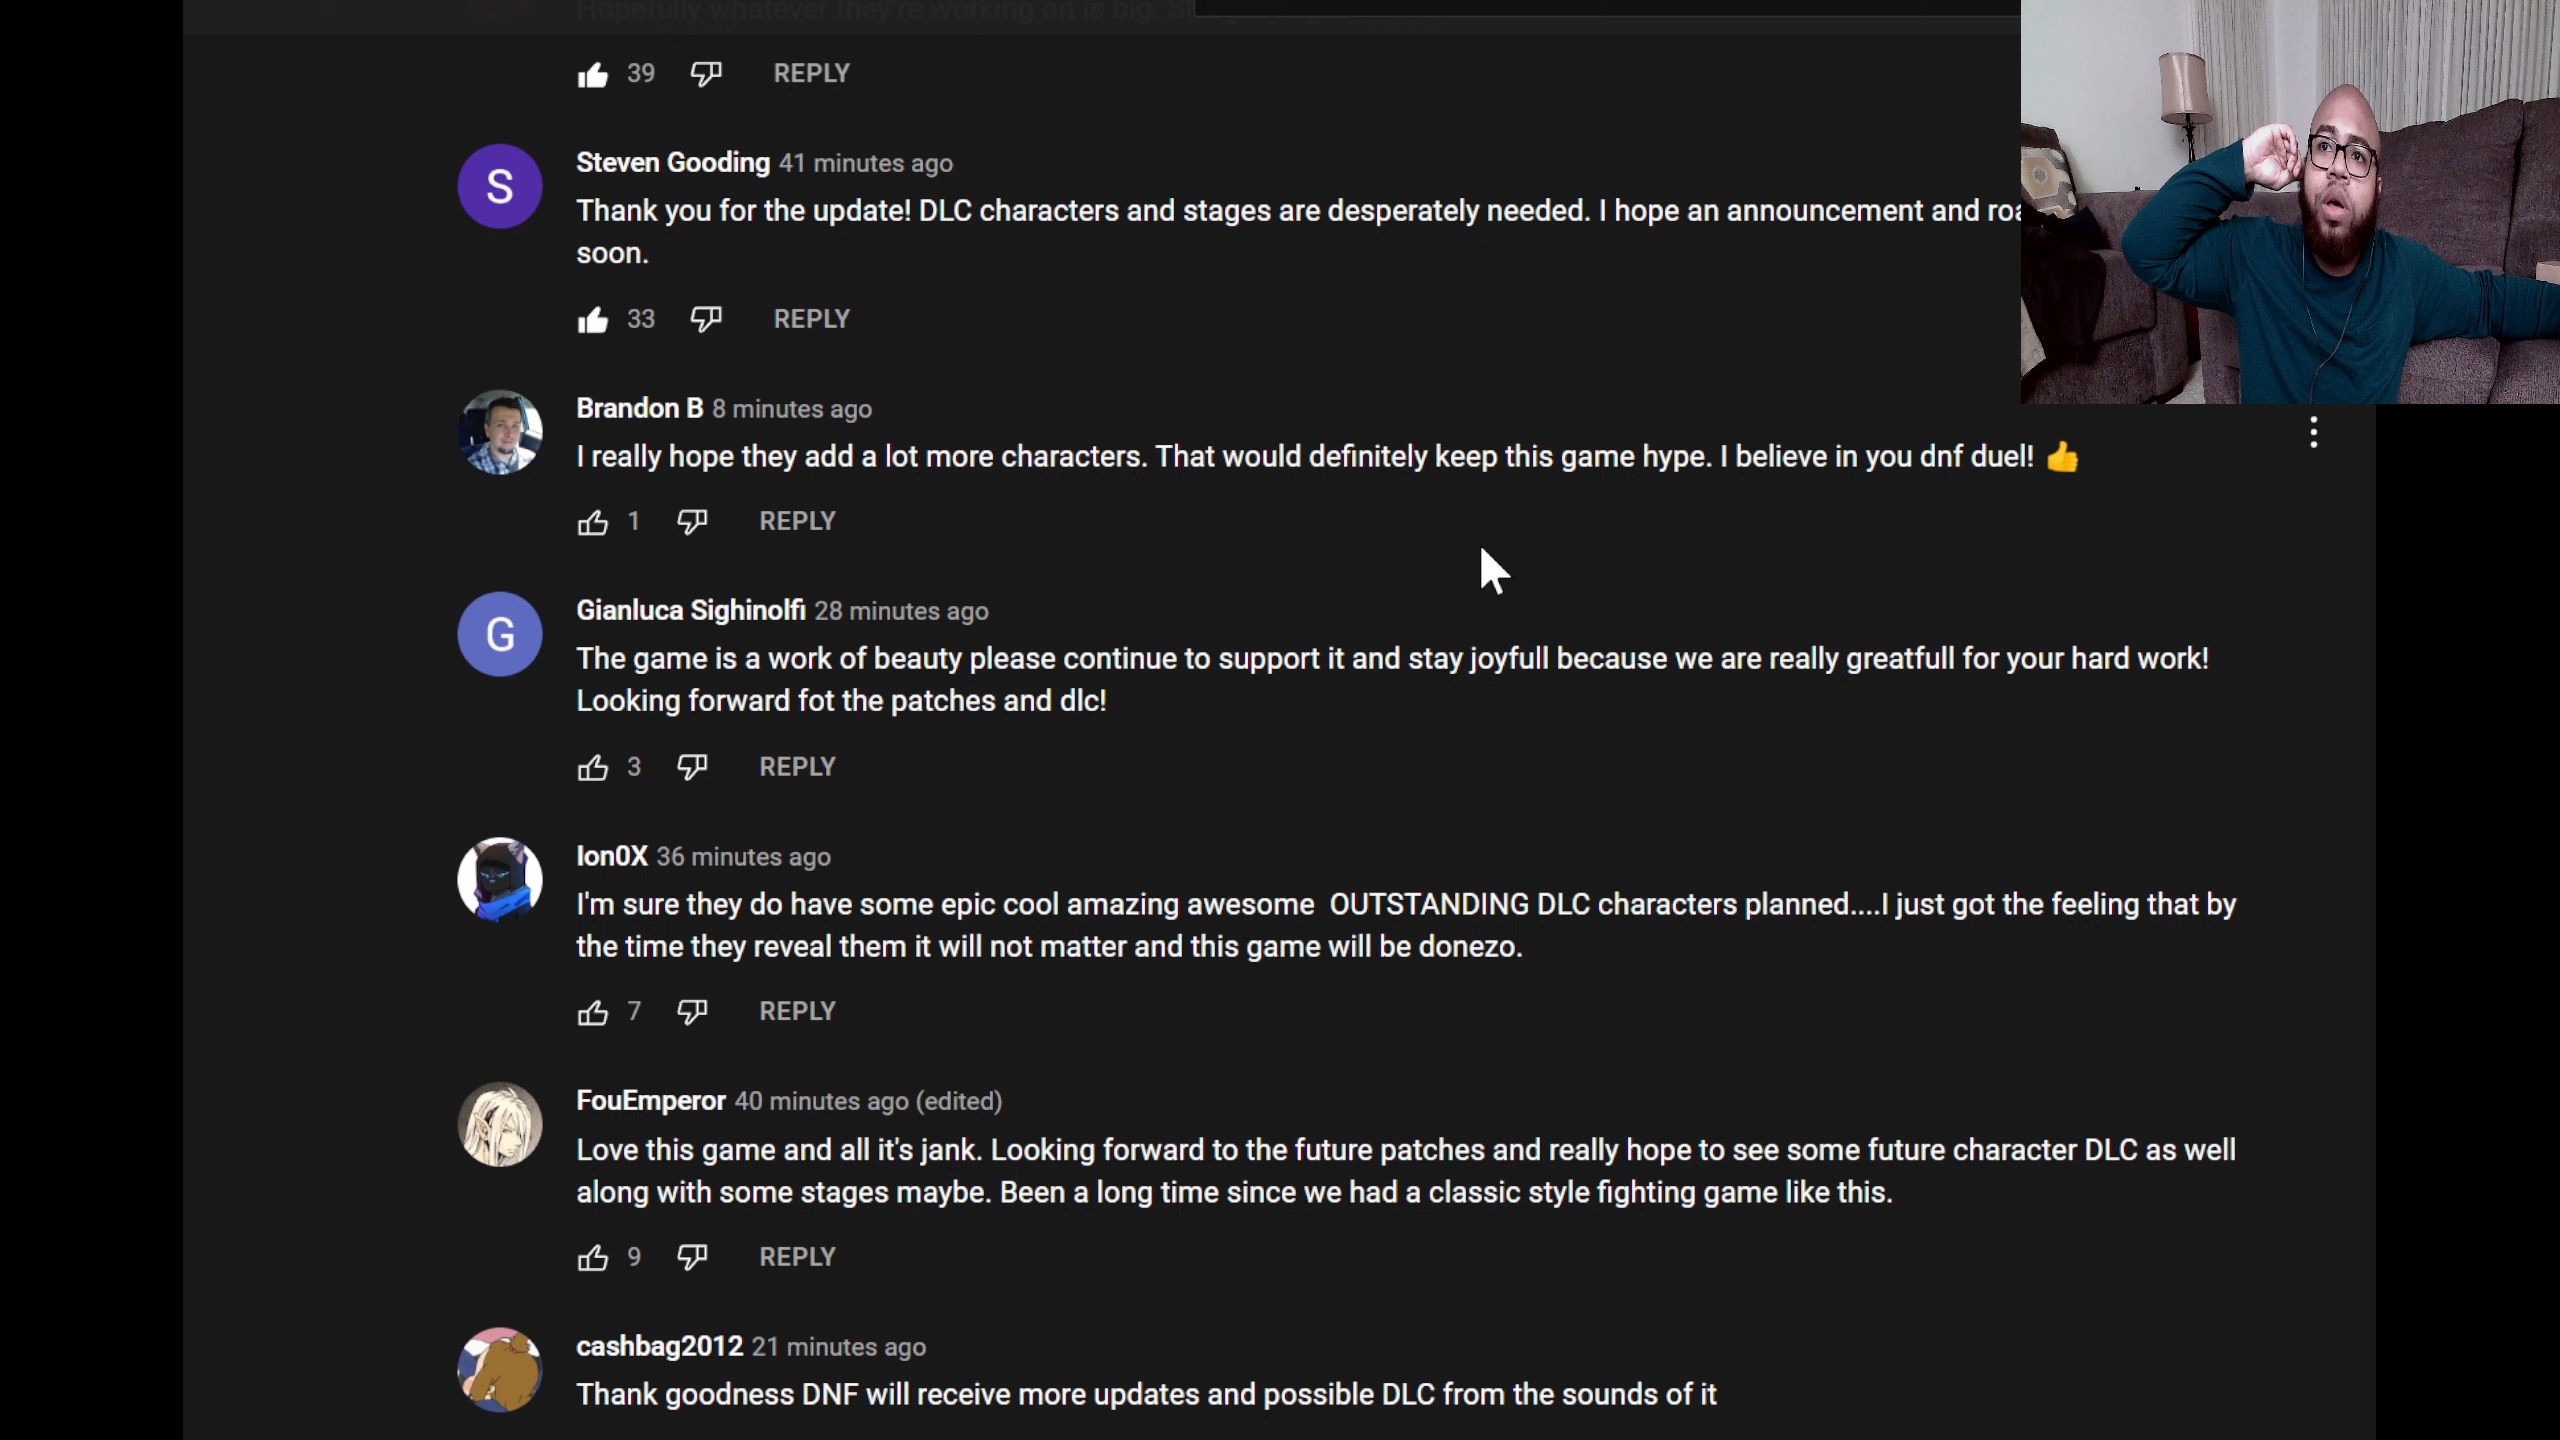 Hopefully whatever they're working on is big.
39 REPLY
S
Steven Gooding 41 minutes ago
Thank you for the update! DLC characters and stages are desperately needed. I hope an announcement and
soon.
33 REPLY
Brandon B 8 minutes ago
I really hope they add a lot more characters. That would definitely keep this game hype. I believe in you dnf duel! 👍
1 REPLY
G
Gianluca Sighinolfi 28 minutes ago
The game is a work of beauty please continue to support it and stay joyfull because we are really greatfull for your hard work!
Looking forward fot the patches and dlc!
3 REPLY
Ion0X 36 minutes ago
I'm sure they do have some epic cool amazing awesome  OUTSTANDING DLC characters planned....I just got the feeling that by
the time they reveal them it will not matter and this game will be donezo.
7 REPLY
FouEmperor 40 minutes ago (edited)
Love this game and all it's jank. Looking forward to the future patches and really hope to see some future character DLC as well
along with some stages maybe. Been a long time since we had a classic style fighting game like this.
9 REPLY
cashbag2012 21 minutes ago
Thank goodness DNF will receive more updates and possible DLC from the sounds of it